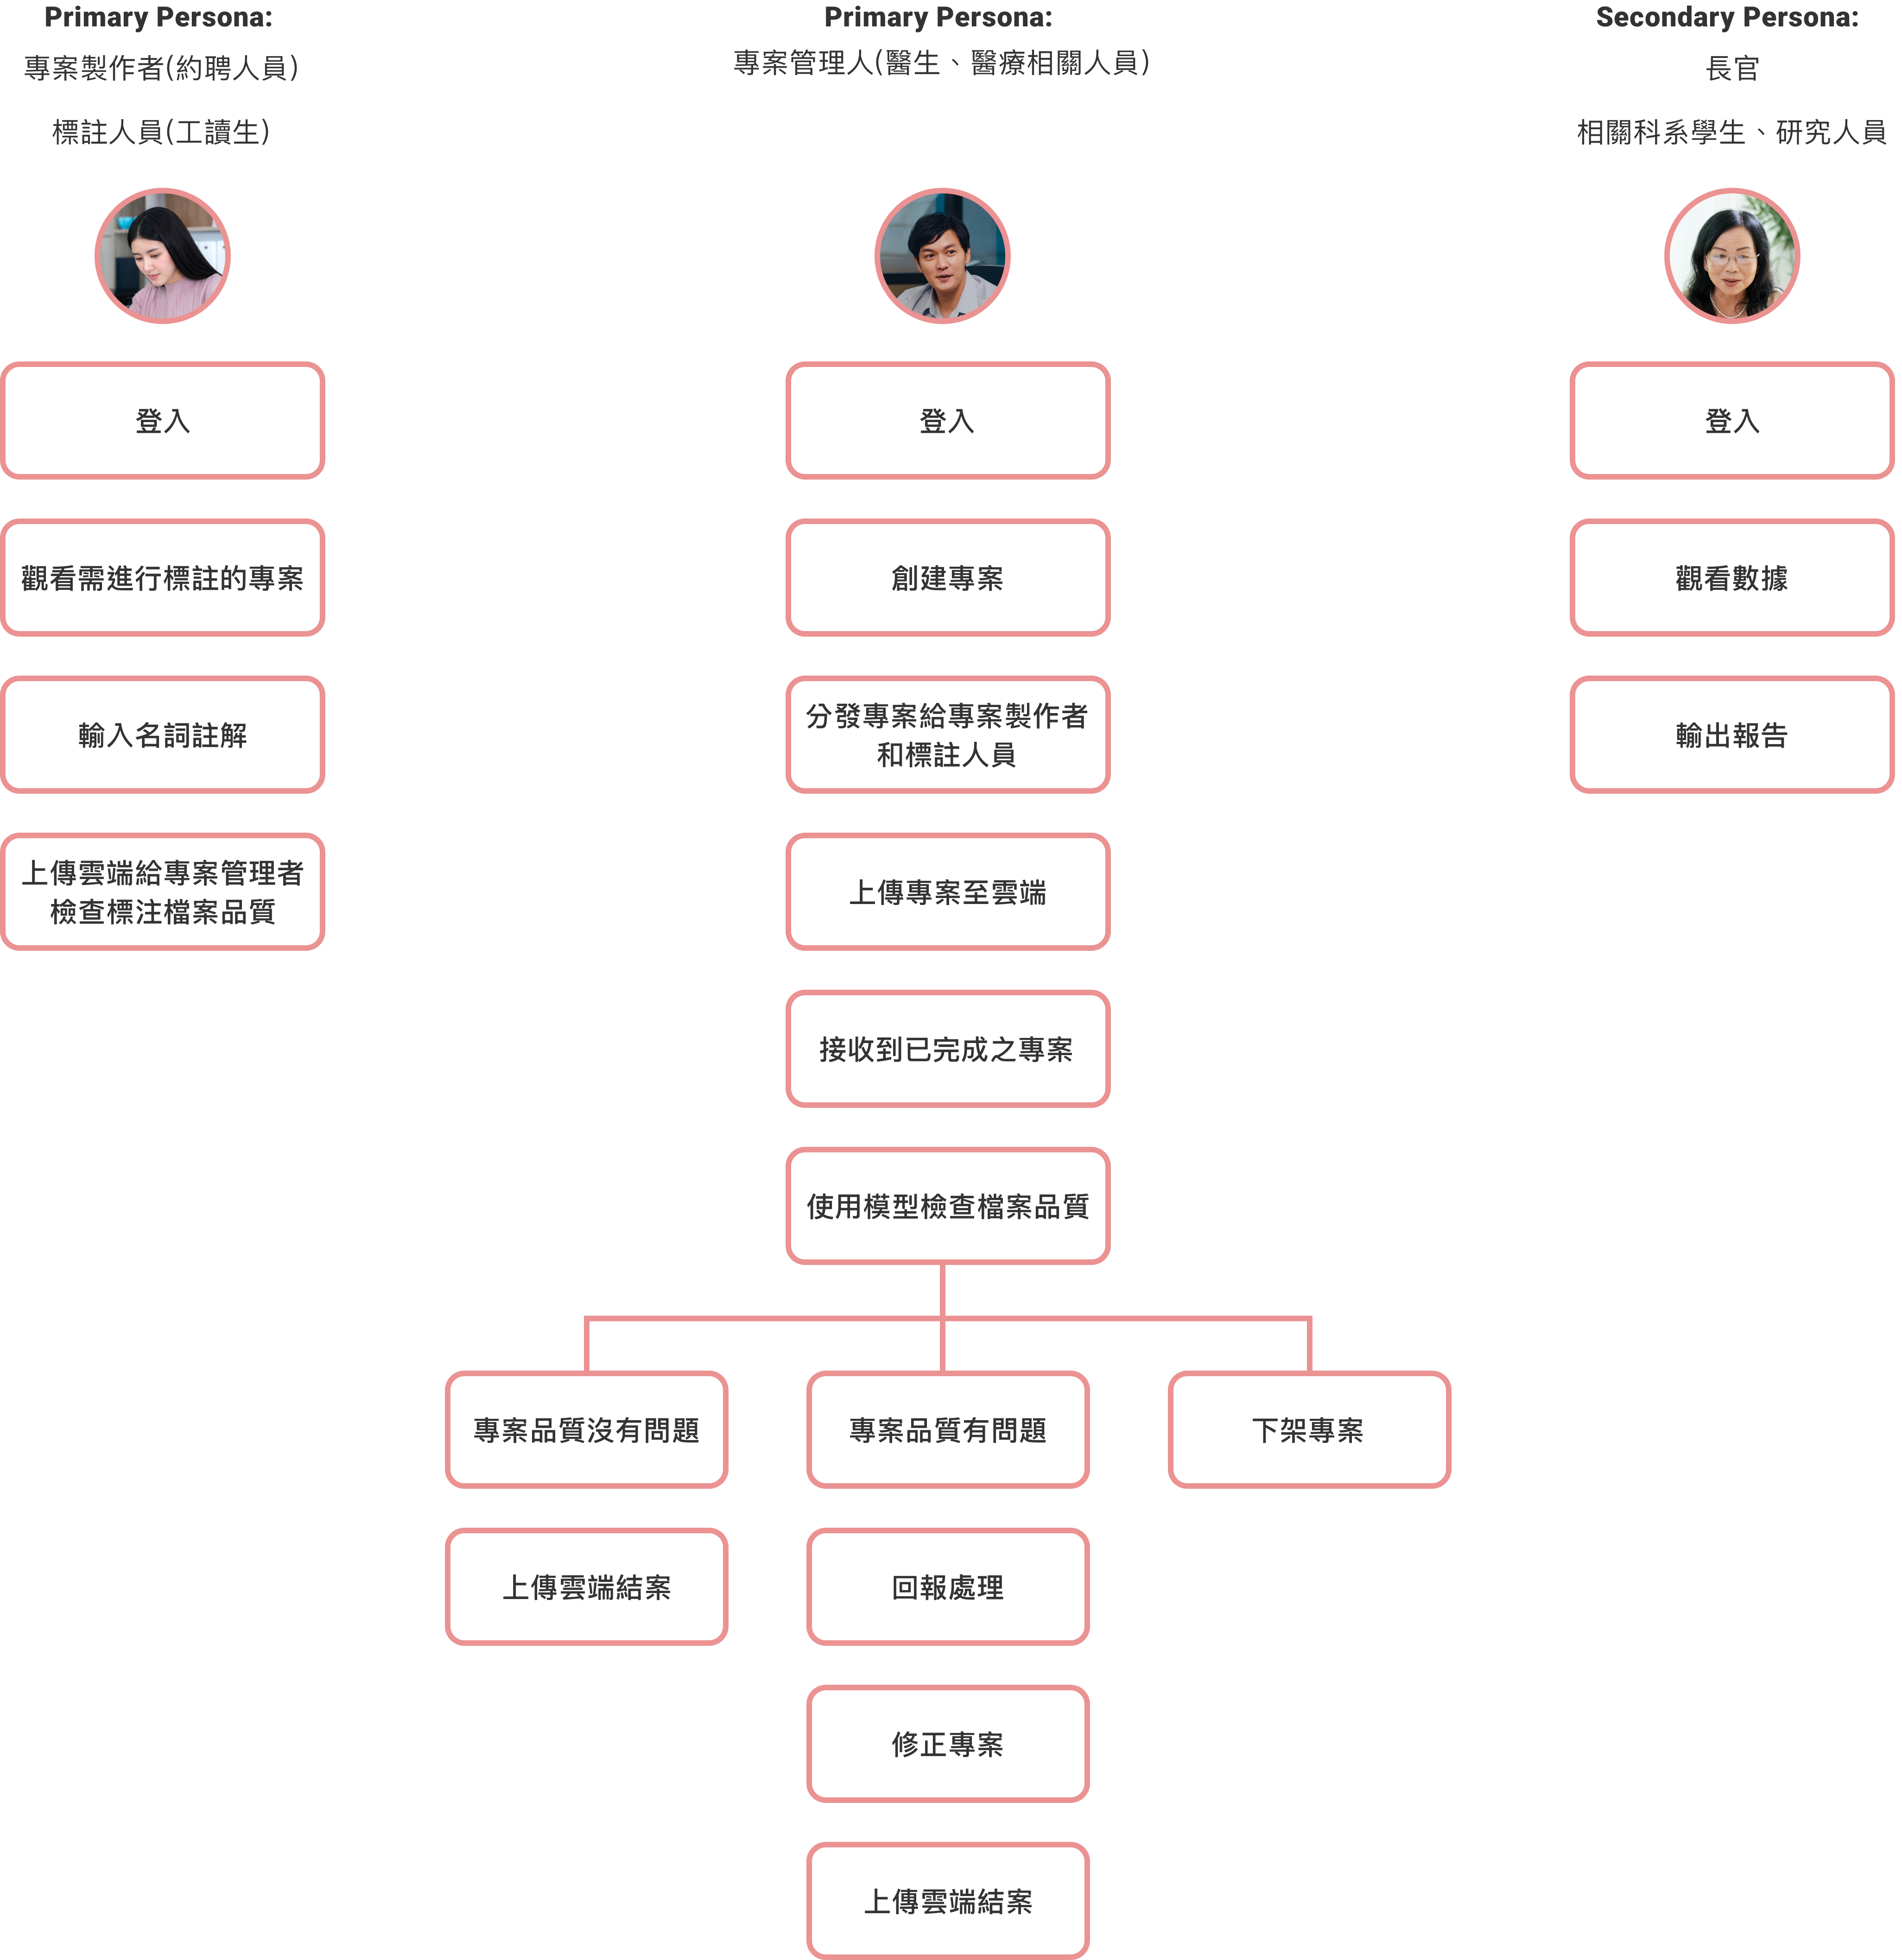 Primary Persona:
專案製作者(約聘人員)
標註人員(工讀生)
登入
觀看需進行標註的專案
輸入名詞註解
上傳雲端給專案管理者
檢查標注檔案品質
Primary Persona:
專案管理人(醫生、醫療相關人員)
登入
創建專案
分發專案給專案製作者
和標註人員
上傳專案至雲端
接收到已完成之專案
使用模型檢查檔案品質
專案品質沒有問題
上傳雲端結案
專案品質有問題
回報處理
修正專案
上傳雲端結案
下架專案
Secondary Persona:
長官
相關科系學生、研究人員
登入
觀看數據
輸出報告